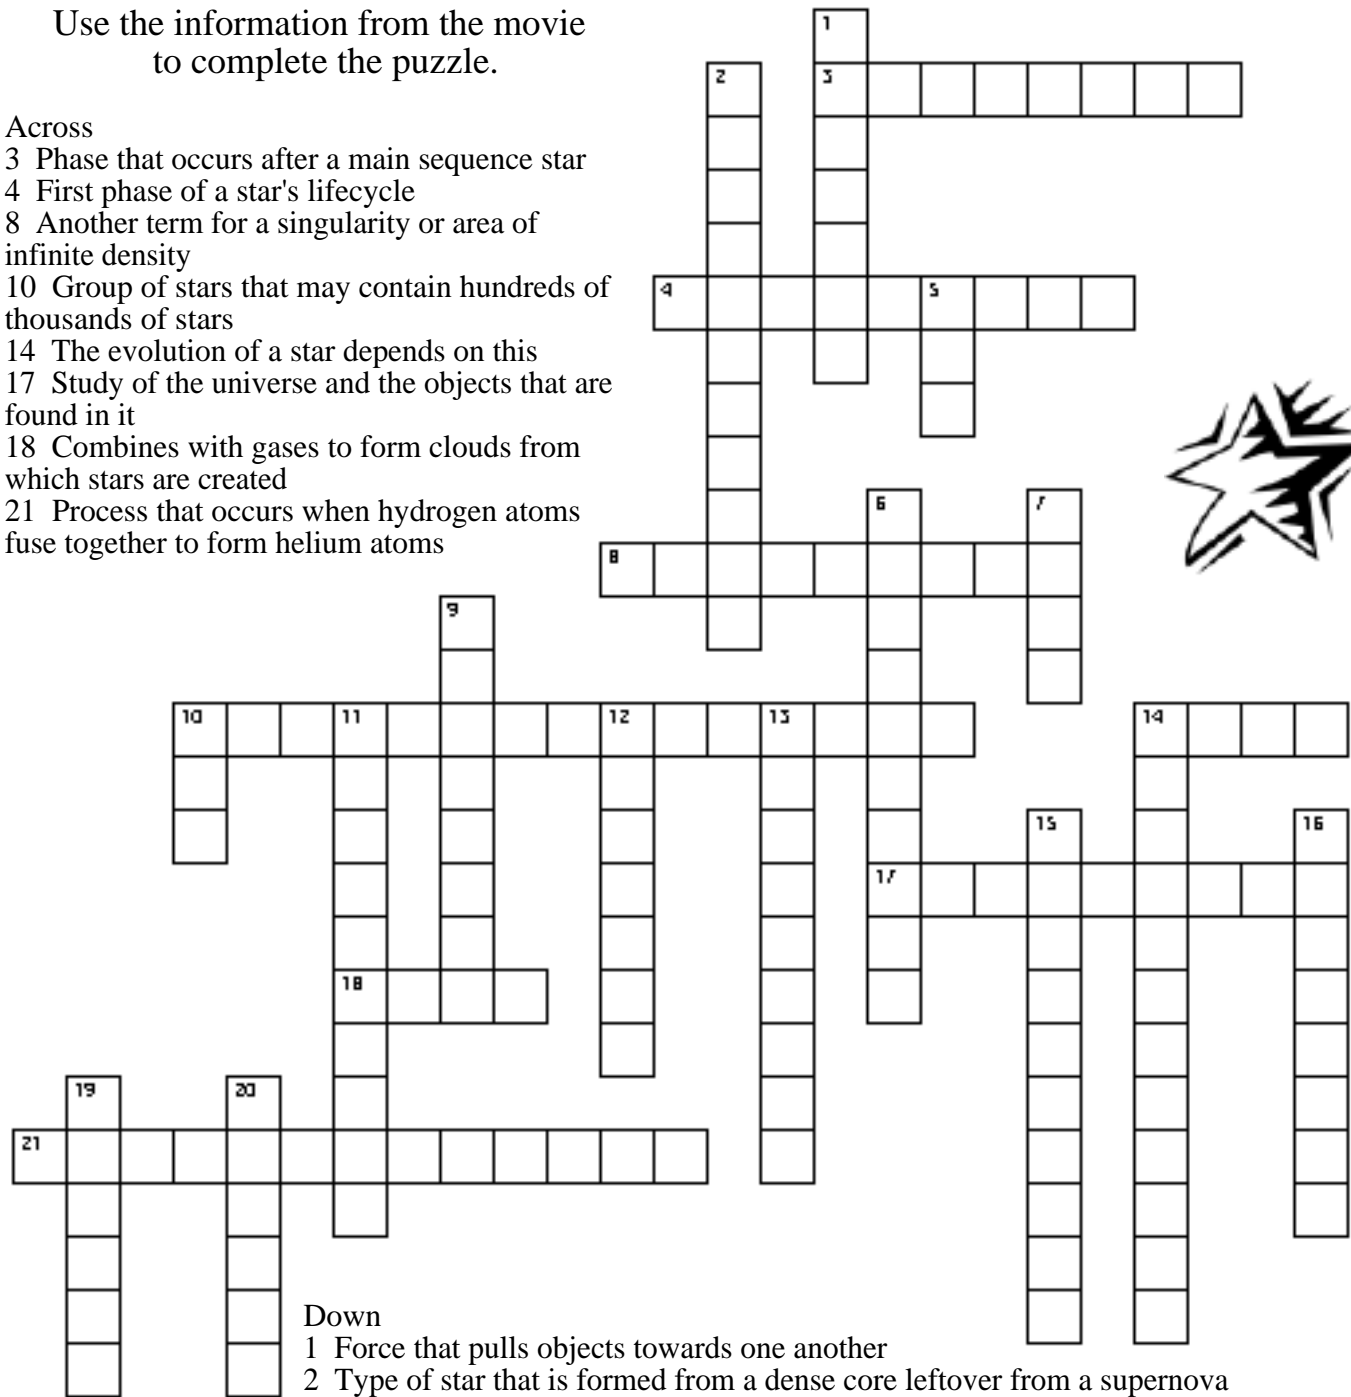 Use the information from the movie
to complete the puzzle.
Across
3 Phase that occurs after a main sequence star
4 First phase of a star's lifecycle
8 Another term for a singularity or area of
infinite density
10 Group of stars that may contain hundreds of
thousands of stars
14 The evolution of a star depends on this
17 Study of the universe and the objects that are
found in it
18 Combines with gases to form clouds from
which stars are created
21 Process that occurs when hydrogen atoms
fuse together to form helium atoms
1
2 3
4 5
6 7
8
9
10 11 12 13 14
15 16
17
18
19 20
21
Down
1 Force that pulls objects towards one another
2 Type of star that is formed from a dense core leftover from a supernova